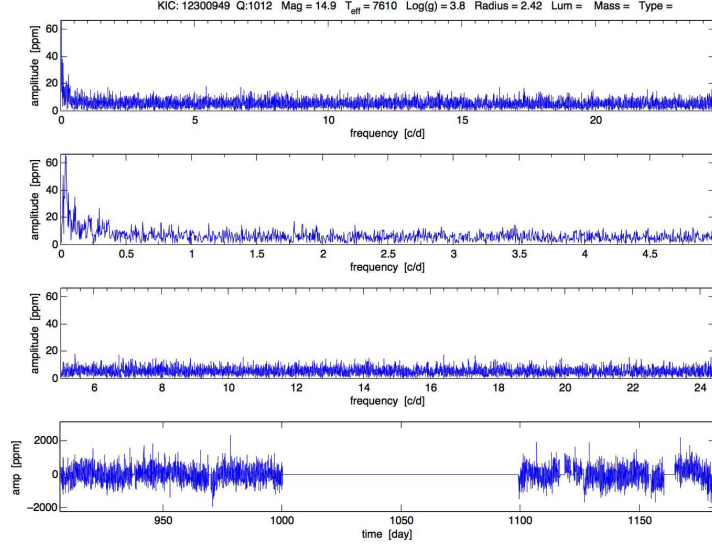 KIC: 12300949 Q:1012 Mag = 14.9 Teff = 7610 Log(g) = 3.8 Radius = 2.42 Lum = Mass = Type =
60
40
20
0
amplitude [ppm]
0 5 10 15 20
frequency [c/d]
60
40
20
0
amplitude [ppm]
0 0.5 1 1.5 2 2.5 3 3.5 4 4.5
frequency [c/d]
60
40
20
0
amplitude [ppm]
6 8 10 12 14 16 18 20 22 24
frequency [c/d]
2000
0
−2000
amp [ppm]
950 1000 1050 1100 1150
time [day]